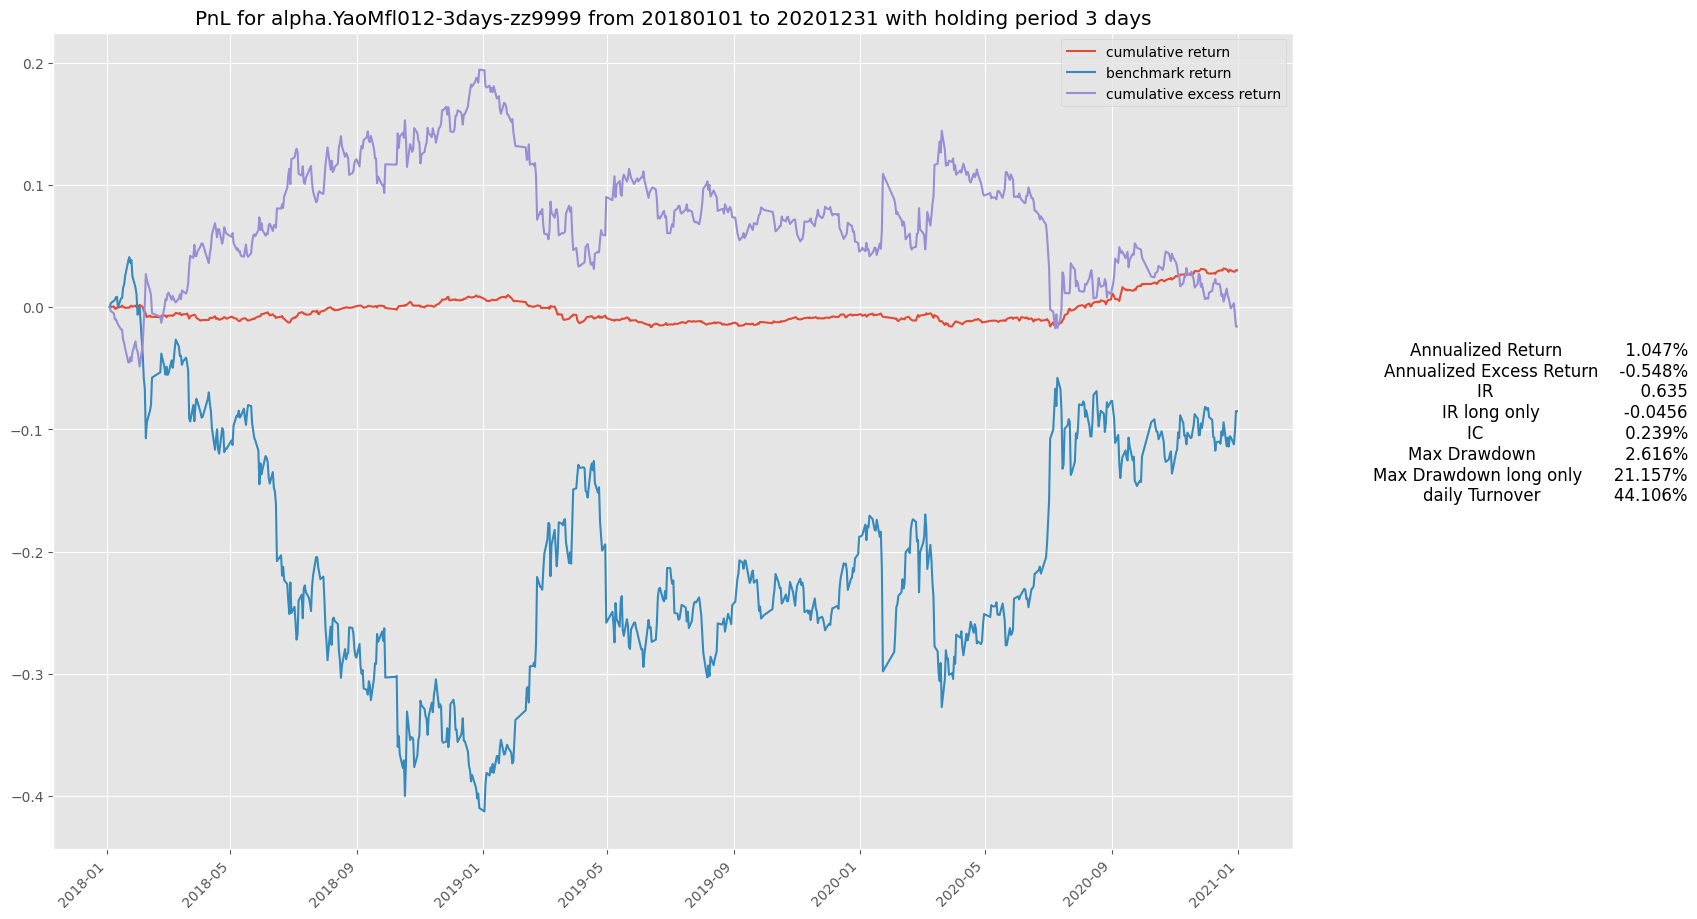 PnL for alpha.YaoMfl012-3days-zz9999 from 20180101 to 20201231 with holding period 3 days
cumulative return
benchmark return
cumulative excess return
0.2
0.1
0.0
−0.1
−0.2
−0.3
−0.4
2018-01
2018-05
2018-09
2019-01
2019-05
2019-09
2020-01
2020-05
2020-09
2021-01
Annualized Return 1.047%
Annualized Excess Return -0.548%
IR 0.635
IR long only -0.0456
IC 0.239%
Max Drawdown 2.616%
Max Drawdown long only 21.157%
daily Turnover 44.106%